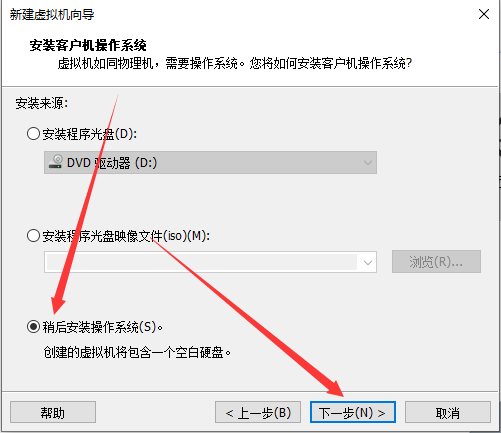 新建虚拟机向导
安装客户机操作系统
虚拟机如同物理机，需要操作系统。您将如何安装客户机操作系统?
安装来源:
安装程序光盘(D):
DVD 驱动器 (D:)
安装程序光盘映像文件(iso)(M):
浏览(R)...
稍后安装操作系统(S)。
创建的虚拟机将包含一个空白硬盘。
帮助
< 上一步(B)
下一步(N) >
取消